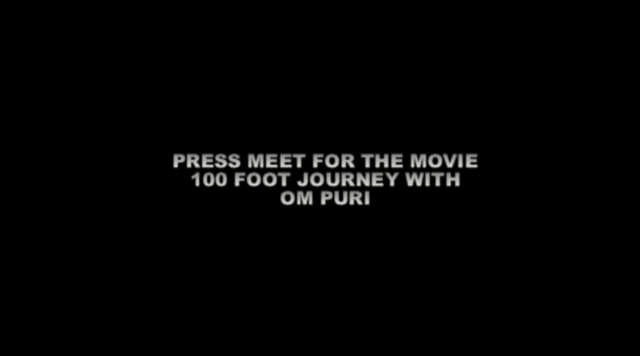 PRESS MEET FOR THE MOVIE
100 FOOT JOURNEY WITH
OM PURI